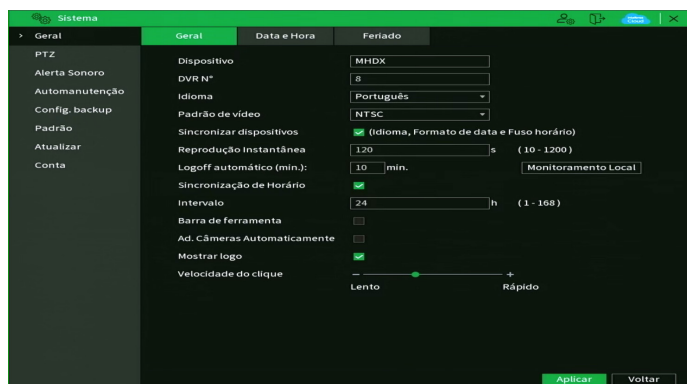 Sistema
> Geral
PTZ
Alerta Sonoro
Automanutenção
Config. backup
Padrão
Atualizar
Conta
Geral Data e Hora Feriado
Dispositivo MHDX
DVR N° 8
Idioma Português
Padrão de vídeo NTSC
Sincronizar dispositivos (Idioma, Formato de data e Fuso horário)
Reprodução Instantânea 120 s (10 - 1200)
Logoff automático (min.): 10 min. Monitoramento Local
Sincronização de Horário
Intervalo 24 h (1 - 168)
Barra de ferramenta
Ad. Câmeras Automaticamente
Mostrar logo
Velocidade do clique − +
Lento Rápido
Aplicar Voltar